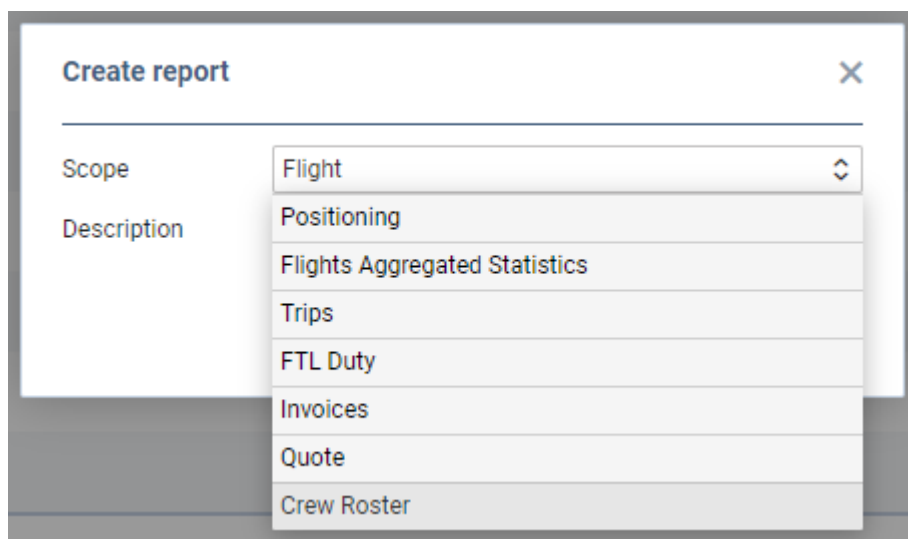 Create report
Scope
Flight
Description
Positioning
Flights Aggregated Statistics
Trips
FTL Duty
Invoices
Quote
Crew Roster